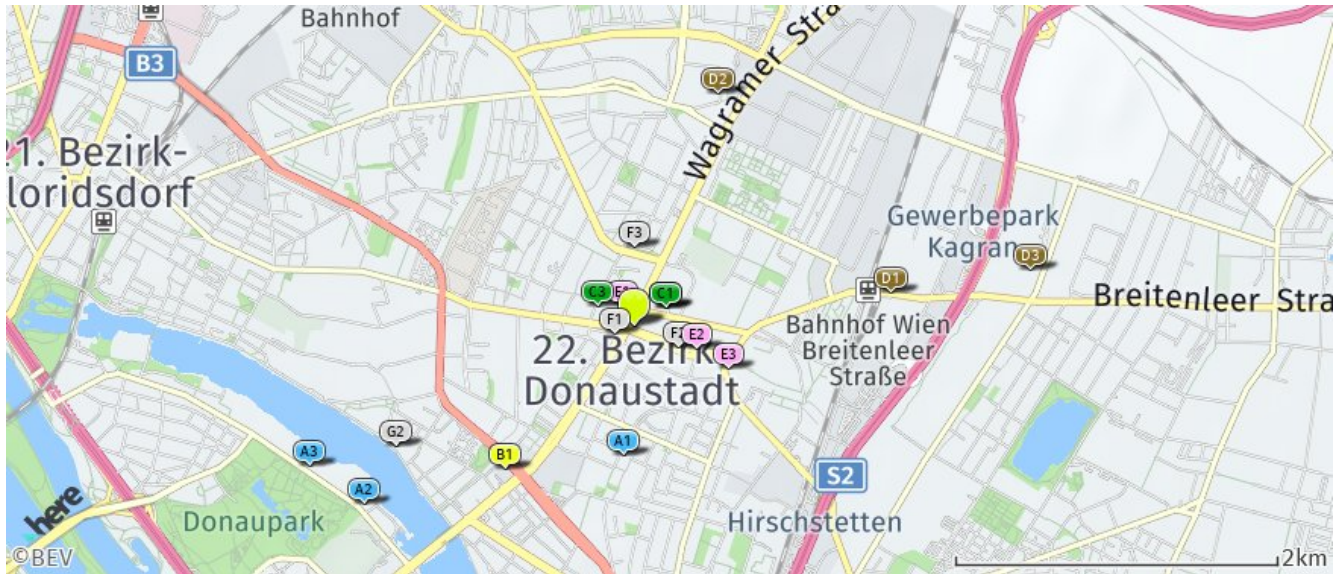 Bahnhof
B3
Wagramer Stra
D2
21. Bezirk-
loridsdorf
F3
Gewerbepark
Kagran
D3
D1
C3
C1
Breitenleer Stra
F1
E2
E3
22. Bezirk-
Donaustadt
Bahnhof Wien
Breitenleer
Straße
A1
G2
A3
B1
A2
S2
Donaupark
Hirschstetten
here
©BEV
2km